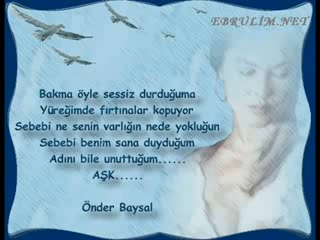 EBRULİM.NET
Bakma öyle sessiz durduğuma
Yüreğimde fırtınalar kopuyor
Sebebi ne senin varlığın nede yokluğun
Sebebi benim sana duyduğum
Adını bile unuttuğum......
AŞK......
Önder Baysal